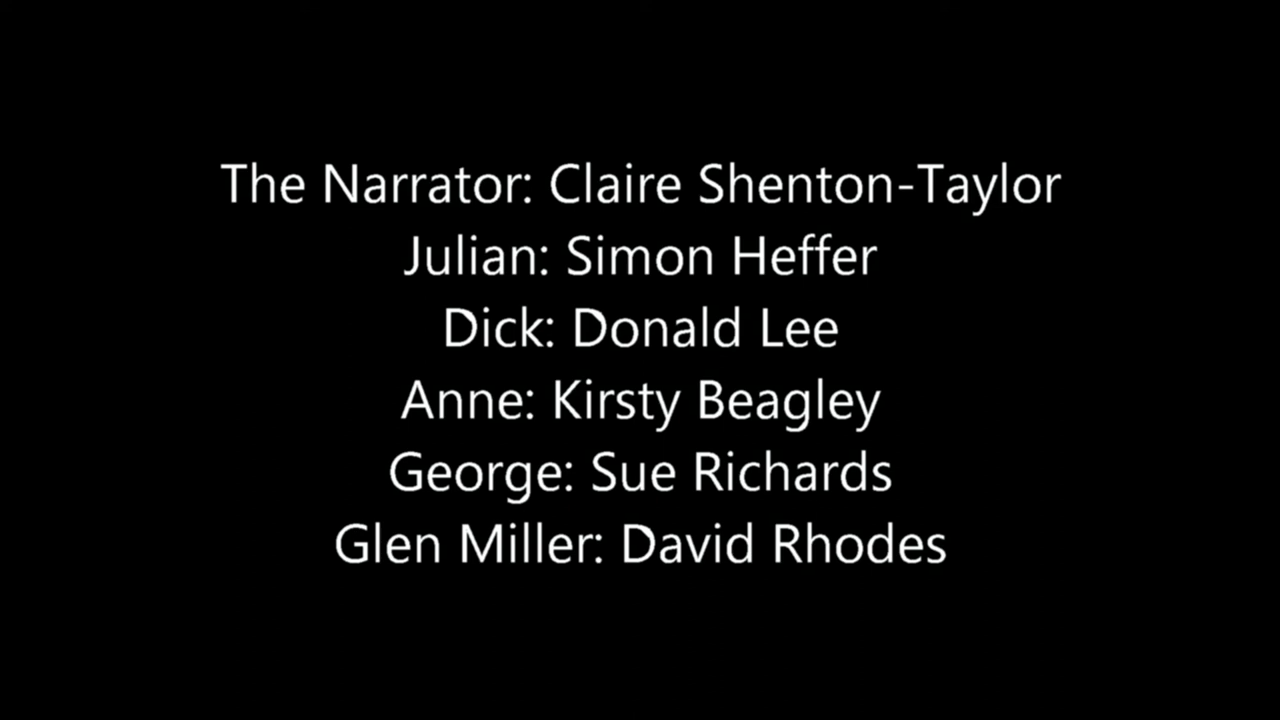 The Narrator: Claire Shenton-Taylor
Julian: Simon Heffer
Dick: Donald Lee
Anne: Kirsty Beagley
George: Sue Richards
Glen Miller: David Rhodes